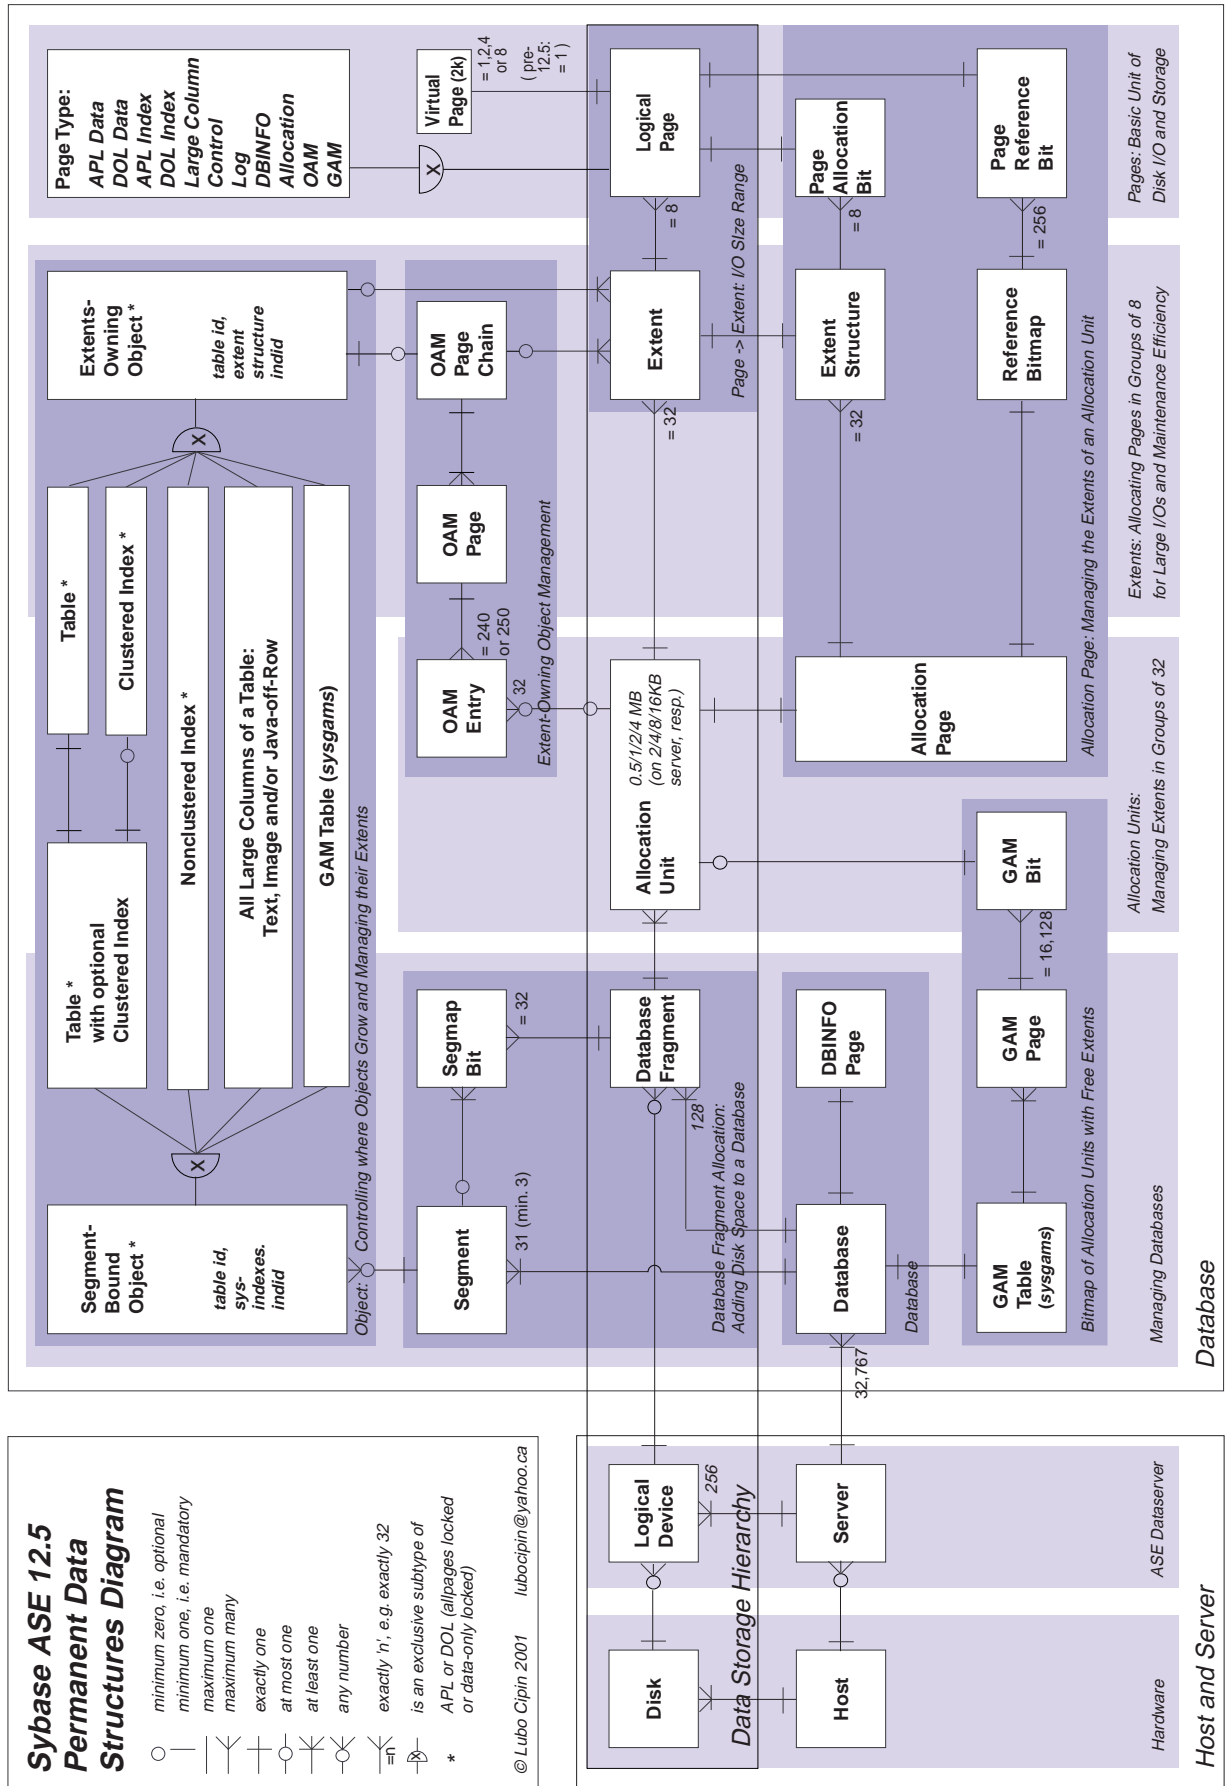 Sybase ASE 12.5
Permanent Data
Structures Diagram
minimum zero, i.e. optional
minimum one, i.e. mandatory
maximum one
maximum many
exactly one
at most one
at least one
any number
=n
exactly 'n', e.g. exactly 32
X
is an exclusive subtype of
*
APL or DOL (allpages locked
or data-only locked)
© Lubo Cipin 2001 lubocipin@yahoo.ca
Segment-
Bound
Object *
table id,
sys-
indexes.
indid
X
Table *
with optional
Clustered Index
Table *
Clustered Index *
Nonclustered Index *
All Large Columns of a Table:
Text, Image and/or Java-off-Row
GAM Table (sysgams)
X
Extents-
Owning
Object *
table id,
extent
structure
indid
Object: Controlling where Objects Grow and Managing their Extents
Page Type:
APL Data
DOL Data
APL Index
DOL Index
Large Column
Control
Log
DBINFO
Allocation
OAM
GAM
X
Virtual
Page (2k)
= 1,2,4
or 8
( pre-
12.5:
= 1 )
Segment
31 (min. 3)
Segmap
Bit
= 32
OAM
Entry
32
= 240
or 250
OAM
Page
OAM
Page
Chain
Extent-Owning Object Management
Disk
Logical
Device
256
Database
Fragment
128
Database Fragment Allocation:
Adding Disk Space to a Database
Allocation
Unit
0.5/1/2/4 MB
(on 2/4/8/16KB
server, resp.)
= 32
Extent
= 8
Logical
Page
Page -> Extent: I/O SIze Range
Data Storage Hierarchy
Host
Server
32,767
Database
DBINFO
Page
Database
Allocation
Page
= 32
Extent
Structure
= 8
Page
Allocation
Bit
GAM
Table
(sysgams)
GAM
Page
= 16,128
GAM
Bit
Bitmap of Allocation Units with Free Extents
Reference
Bitmap
= 256
Page
Reference
Bit
Allocation Page: Managing the Extents of an Allocation Unit
Hardware
ASE Dataserver
Managing Databases
Allocation Units:
Managing Extents in Groups of 32
Extents: Allocating Pages in Groups of 8
for Large I/Os and Maintenance Efficiency
Pages: Basic Unit of
Disk I/O and Storage
Host and Server
Database